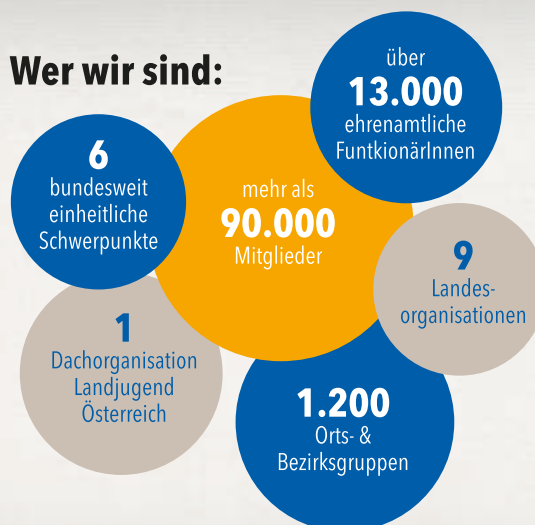 Wer wir sind:
über
13.000
ehrenamtliche
FuntkionärInnen
6
bundesweit
einheitliche
Schwerpunkte
mehr als
90.000
Mitglieder
9
Landes-
organisationen
1
Dachorganisation
Landjugend
Österreich
1.200
Orts- &
Bezirksgruppen